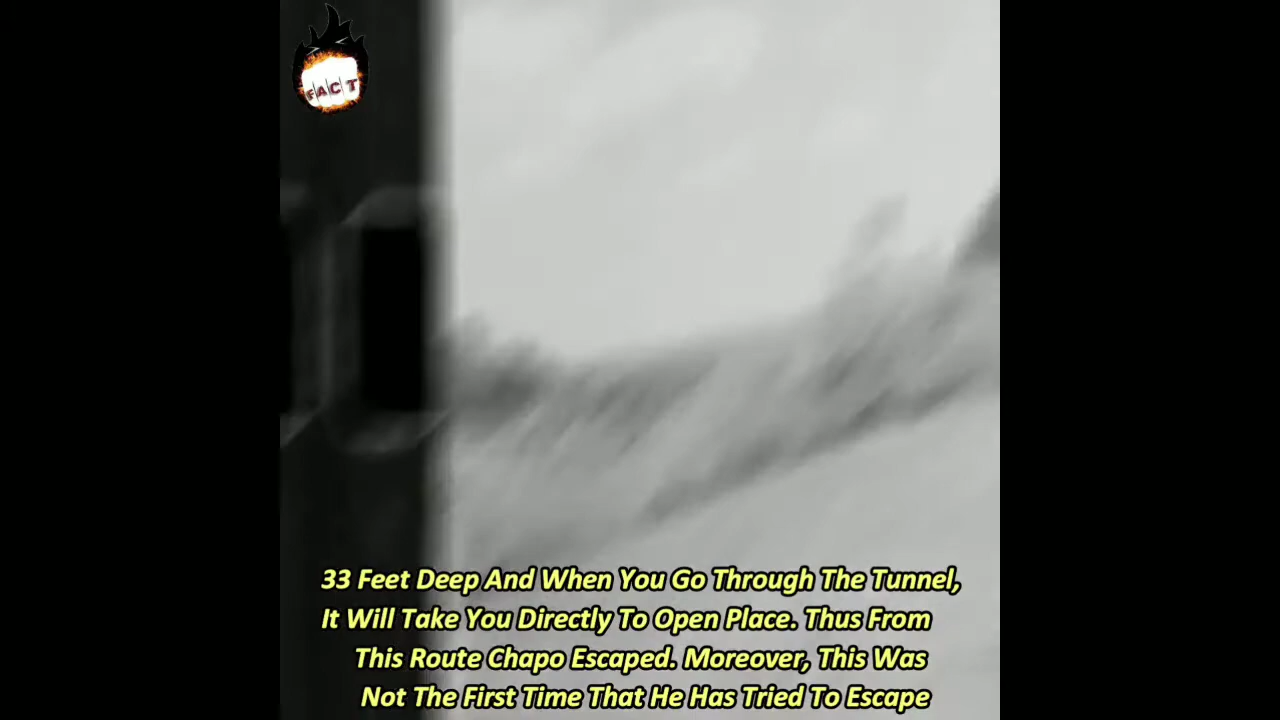 FACT
33 Feet Deep And When You Go Through The Tunnel,
It Will Take You Directly To Open Place. Thus From
This Route Chapo Escaped. Moreover, This Was
Not The First Time That He Has Tried To Escape